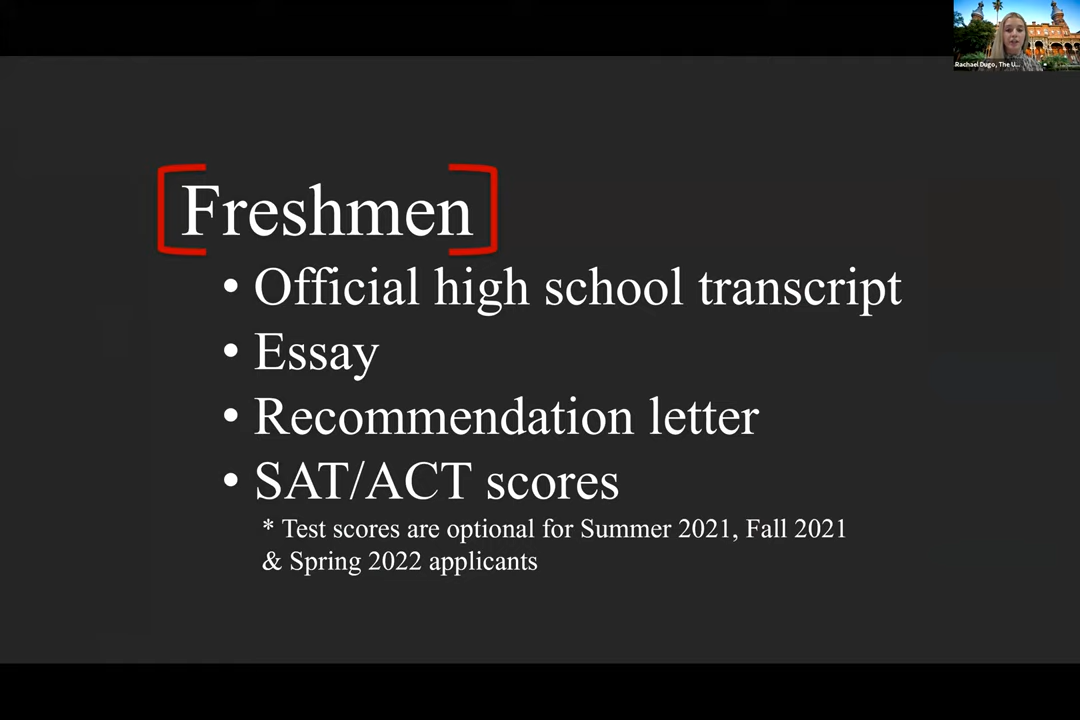 Rachael Dugo, The U...
Freshmen
• Official high school transcript
• Essay
• Recommendation letter
• SAT/ACT scores
* Test scores are optional for Summer 2021, Fall 2021
& Spring 2022 applicants